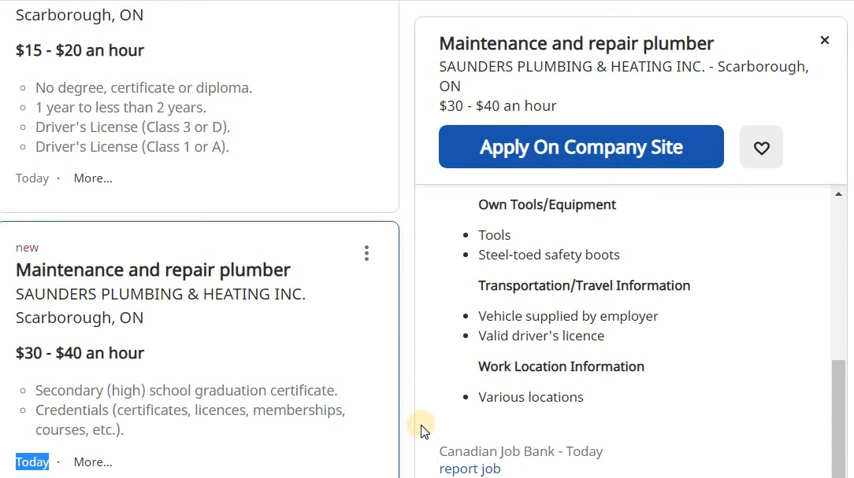 Scarborough, ON
$15 - $20 an hour
No degree, certificate or diploma.
1 year to less than 2 years.
Driver's License (Class 3 or D).
Driver's License (Class 1 or A).
Today · More...
new
Maintenance and repair plumber
SAUNDERS PLUMBING & HEATING INC.
Scarborough, ON
$30 - $40 an hour
Secondary (high) school graduation certificate.
Credentials (certificates, licences, memberships,
courses, etc.).
Today · More...
Maintenance and repair plumber
SAUNDERS PLUMBING & HEATING INC. - Scarborough,
ON
$30 - $40 an hour
Apply On Company Site
Own Tools/Equipment
Tools
Steel-toed safety boots
Transportation/Travel Information
Vehicle supplied by employer
Valid driver's licence
Work Location Information
Various locations
Canadian Job Bank - Today
report job